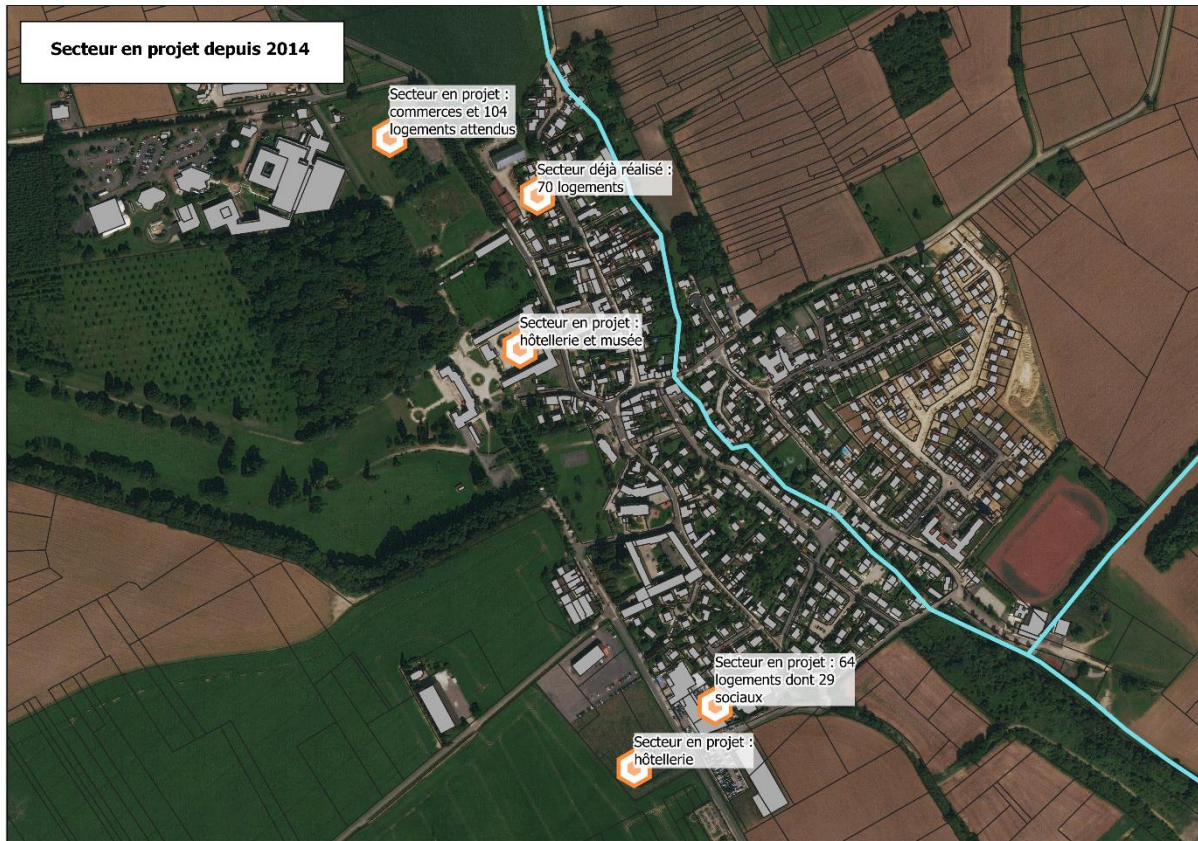 Secteur en projet depuis 2014
Secteur en projet :
commerces et 104
logements attendus
Secteur déjà réalisé :
70 logements
Secteur en projet :
hôtellerie et musée
Secteur en projet : 64
logements dont 29
sociaux
Secteur en projet :
hôtellerie